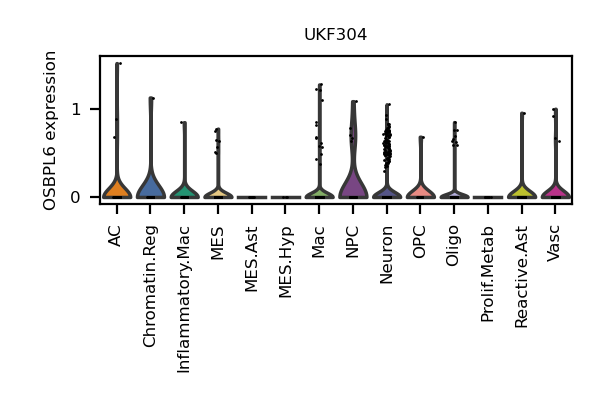 UKF304
OSBPL6 expression
1
0
AC
Chromatin.Reg
Inflammatory.Mac
MES
MES.Ast
MES.Hyp
Mac
NPC
Neuron
OPC
Oligo
Prolif.Metab
Reactive.Ast
Vasc